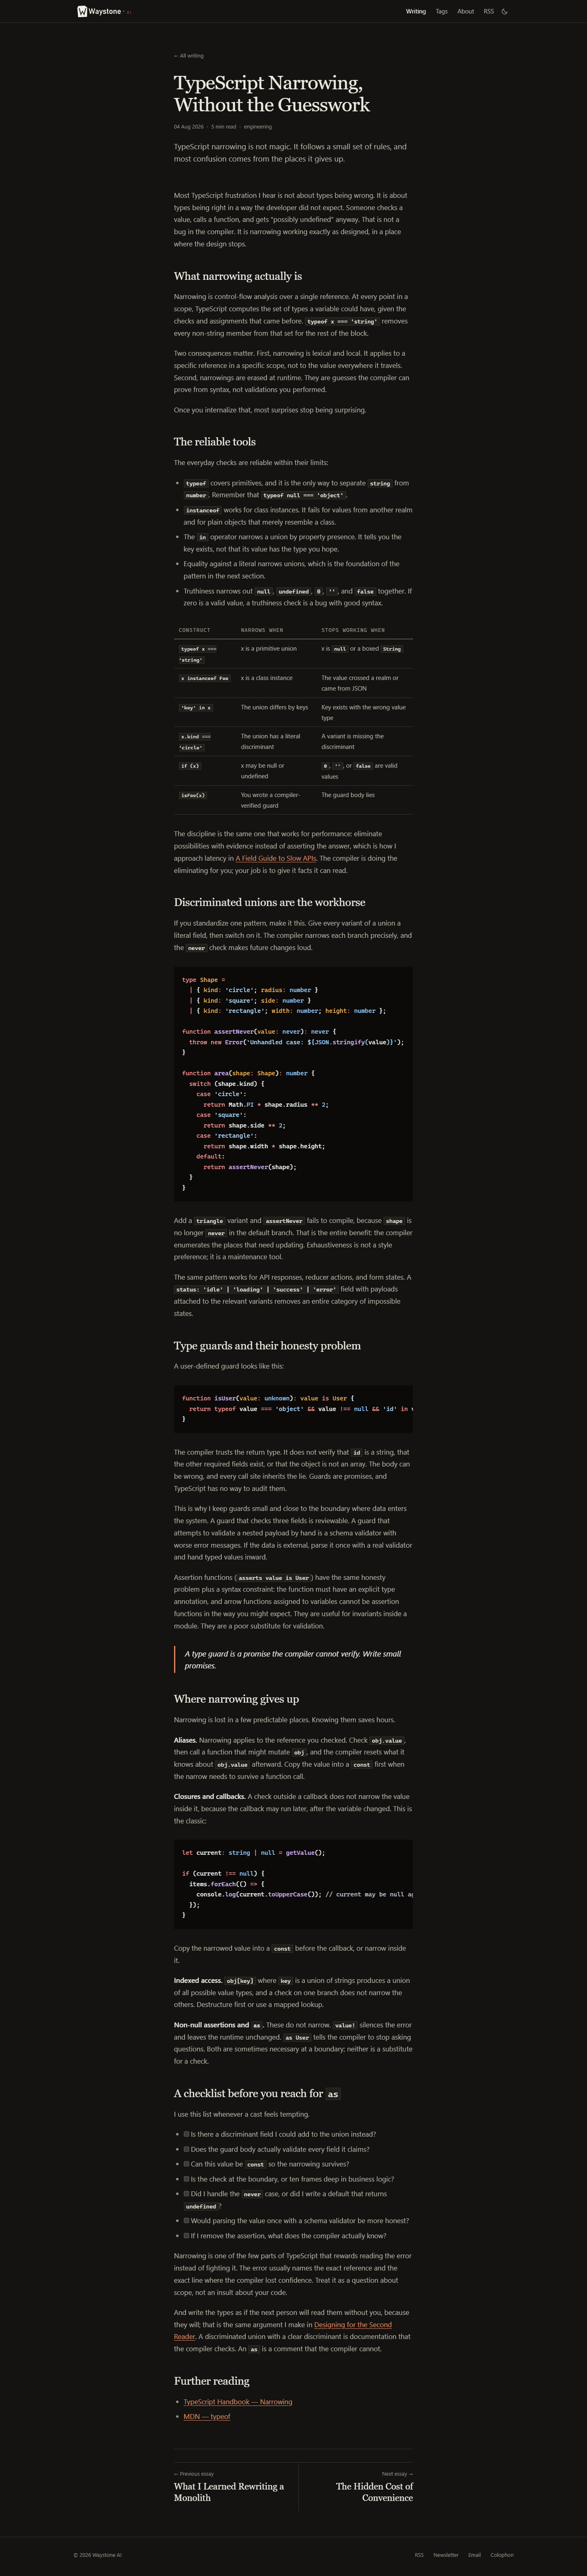 W Waystone
Writing Tags About RSS
← All writing
TypeScript Narrowing,
Without the Guesswork
04 Aug 2026 · 5 min read · engineering
TypeScript narrowing is not magic. It follows a small set of rules, and
most confusion comes from the places it gives up.
Most TypeScript frustration I hear is not about types being wrong. It is about
types being right in a way the developer did not expect. Someone checks a
value, calls a function, and gets "possibly undefined" anyway. That is not a
bug in the compiler. It is narrowing working exactly as designed, in a place
where the design stops.
What narrowing actually is
Narrowing is control-flow analysis over a single reference. At every point in a
scope, TypeScript computes the set of types a variable could have, given the
checks and assignments that came before. typeof x === 'string' removes
every non-string member from that set for the rest of the block.
Two consequences matter. First, narrowing is lexical and local. It applies to a
specific reference in a specific scope, not to the value everywhere it travels.
Second, narrowings are erased at runtime. They are guesses the compiler can
prove from syntax, not validations you performed.
Once you internalize that, most surprises stop being surprising.
The reliable tools
The everyday checks are reliable within their limits:
• typeof covers primitives, and it is the only way to separate string from
number. Remember that typeof null === 'object'.
• instanceof works for class instances. It fails for values from another realm
and for plain objects that merely resemble a class.
• The in operator narrows a union by property presence. It tells you the
key exists, not that its value has the type you hope.
• Equality against a literal narrows unions, which is the foundation of the
pattern in the next section.
• Truthiness narrows out null, undefined, 0, '', and false together. If
zero is a valid value, a truthiness check is a bug with good syntax.
CONSTRUCT NARROWS WHEN STOPS WORKING WHEN
typeof x === 'string' x is a primitive union x is null or a boxed String
x instanceof Foo x is a class instance The value crossed a realm or came from JSON
'key' in x The union differs by keys Key exists with the wrong value type
x.kind === 'circle' The union has a literal discriminant A variant is missing the discriminant
if (x) x may be null or undefined 0, '', or false are valid values
isFoo(x) You wrote a compiler-verified guard The guard body lies
The discipline is the same one that works for performance: eliminate
possibilities with evidence instead of asserting the answer, which is how I
approach latency in A Field Guide to Slow APIs. The compiler is doing the
eliminating for you; your job is to give it facts it can read.
Discriminated unions are the workhorse
If you standardize one pattern, make it this. Give every variant of a union a
literal field, then switch on it. The compiler narrows each branch precisely, and
the never check makes future changes loud.
type Shape =
| { kind: 'circle'; radius: number }
| { kind: 'square'; side: number }
| { kind: 'rectangle'; width: number; height: number };
function assertNever(value: never): never {
throw new Error(`Unhandled case: ${JSON.stringify(value)}`);
}
function area(shape: Shape): number {
switch (shape.kind) {
case 'circle':
return Math.PI * shape.radius ** 2;
case 'square':
return shape.side ** 2;
case 'rectangle':
return shape.width * shape.height;
default:
return assertNever(shape);
}
}
Add a triangle variant and assertNever fails to compile, because shape is
no longer never in the default branch. That is the entire benefit: the compiler
enumerates the places that need updating. Exhaustiveness is not a style
preference; it is a maintenance tool.
The same pattern works for API responses, reducer actions, and form states. A
status: 'idle' | 'loading' | 'success' | 'error' field with payloads
attached to the relevant variants removes an entire category of impossible
states.
Type guards and their honesty problem
A user-defined guard looks like this:
function isUser(value: unknown): value is User {
return typeof value === 'object' && value !== null && 'id' in
}
The compiler trusts the return type. It does not verify that id is a string, that
the other required fields exist, or that the object is not an array. The body can
be wrong, and every call site inherits the lie. Guards are promises, and
TypeScript has no way to audit them.
This is why I keep guards small and close to the boundary where data enters
the system. A guard that checks three fields is reviewable. A guard that
attempts to validate a nested payload by hand is a schema validator with
worse error messages. If the data is external, parse it once with a real validator
and hand typed values inward.
Assertion functions (asserts value is User) have the same honesty
problem plus a syntax constraint: the function must have an explicit type
annotation, and arrow functions assigned to variables cannot be assertion
functions in the way you might expect. They are useful for invariants inside a
module. They are a poor substitute for validation.
A type guard is a promise the compiler cannot verify. Write small
promises.
Where narrowing gives up
Narrowing is lost in a few predictable places. Knowing them saves hours.
Aliases. Narrowing applies to the reference you checked. Check obj.value,
then call a function that might mutate obj, and the compiler resets what it
knows about obj.value afterward. Copy the value into a const first when
the narrow needs to survive a function call.
Closures and callbacks. A check outside a callback does not narrow the value
inside it, because the callback may run later, after the variable changed. This is
the classic:
let current: string | null = getValue();
if (current !== null) {
items.forEach(() => {
console.log(current.toUpperCase()); // current may be null ag
});
}
Copy the narrowed value into a const before the callback, or narrow inside
it.
Indexed access. obj[key] where key is a union of strings produces a union
of all possible value types, and a check on one branch does not narrow the
others. Destructure first or use a mapped lookup.
Non-null assertions and as. These do not narrow. value! silences the error
and leaves the runtime unchanged. as User tells the compiler to stop asking
questions. Both are sometimes necessary at a boundary; neither is a substitute
for a check.
A checklist before you reach for as
I use this list whenever a cast feels tempting.
• Is there a discriminant field I could add to the union instead?
• Does the guard body actually validate every field it claims?
• Can this value be const so the narrowing survives?
• Is the check at the boundary, or ten frames deep in business logic?
• Did I handle the never case, or did I write a default that returns
undefined?
• Would parsing the value once with a schema validator be more honest?
• If I remove the assertion, what does the compiler actually know?
Narrowing is one of the few parts of TypeScript that rewards reading the error
instead of fighting it. The error usually names the exact reference and the
exact line where the compiler lost confidence. Treat it as a question about
scope, not an insult about your code.
And write the types as if the next person will read them without you, because
they will; that is the same argument I make in Designing for the Second
Reader. A discriminated union with a clear discriminant is documentation that
the compiler checks. An as is a comment that the compiler cannot.
Further reading
• TypeScript Handbook — Narrowing
• MDN — typeof
← Previous essay
What I Learned Rewriting a
Monolith
Next essay →
The Hidden Cost of
Convenience
© 2026 Waystone AI
RSS Newsletter Email Colophon